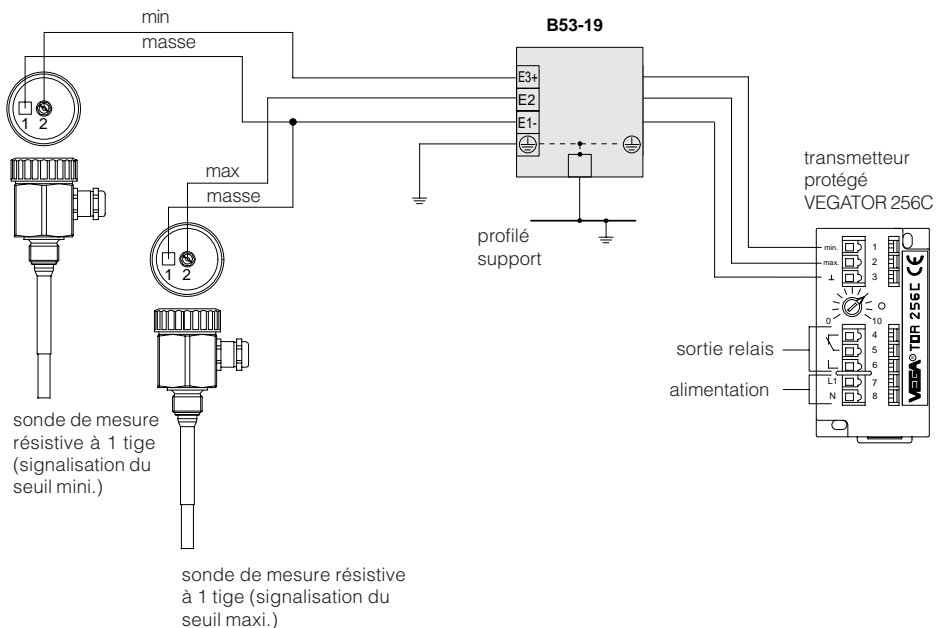 min
masse
B53-19
E3+
E2
E1-
1 2
max
masse
1 2
profilé
support
transmetteur
protégé
VEGATOR 256C
min. 1
max. 2
⊥ 3
0 10
4
5
6
L1 7
N 8
VEGA® TOR 256C CE
sortie relais
alimentation
sonde de mesure
résistive à 1 tige
(signalisation du
seuil mini.)
sonde de mesure résistive
à 1 tige (signalisation du
seuil maxi.)